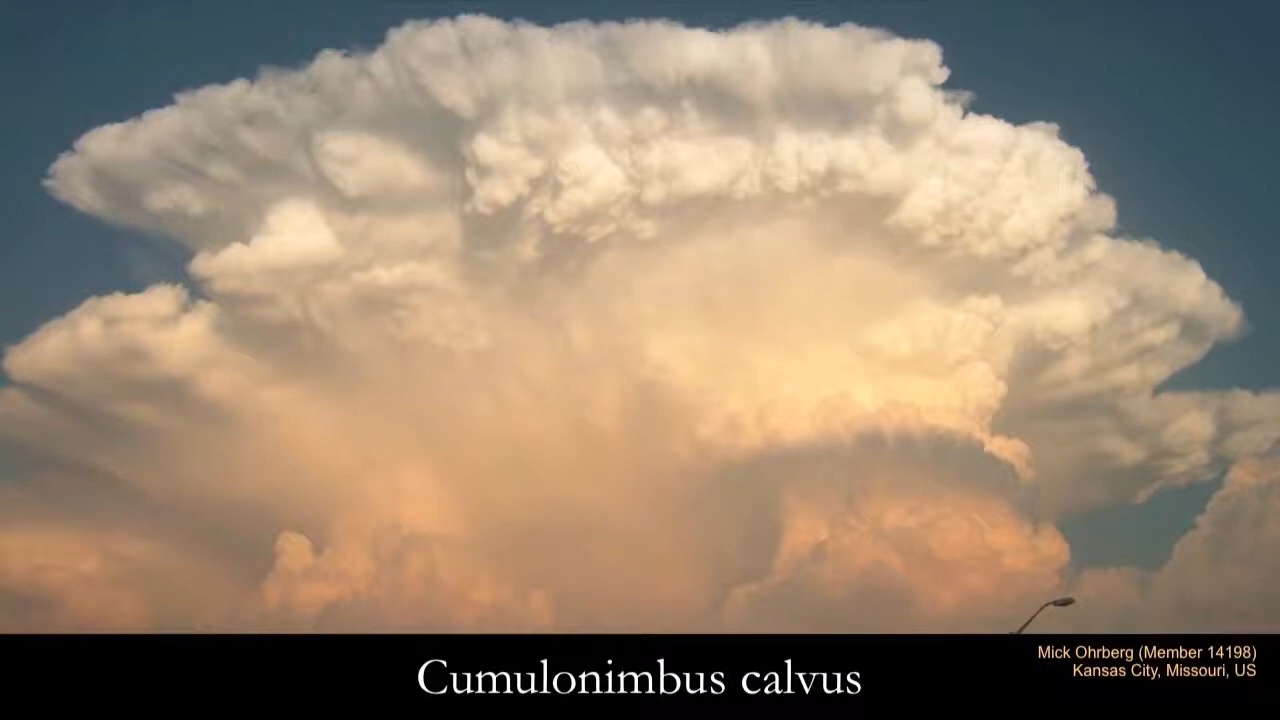 Cumulonimbus calvus
Mick Ohrberg (Member 14198)
Kansas City, Missouri, US